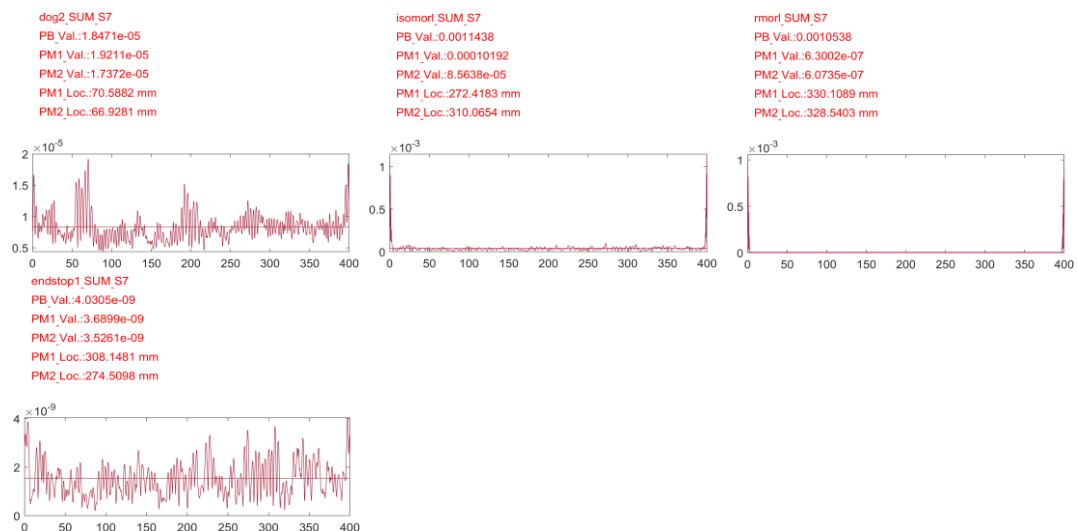 dog2_SUM_S7
PB_Val.:1.8471e-05
PM1_Val.:1.9211e-05
PM2_Val.:1.7372e-05
PM1_Loc.:70.5882 mm
PM2_Loc.:66.9281 mm
×10⁻⁵
2
1.5
1
0.5
0 50 100 150 200 250 300 350 400
isomorl_SUM_S7
PB_Val.:0.0011438
PM1_Val.:0.00010192
PM2_Val.:8.5638e-05
PM1_Loc.:272.4183 mm
PM2_Loc.:310.0654 mm
×10⁻³
1
0.5
0
0 50 100 150 200 250 300 350 400
rmorl_SUM_S7
PB_Val.:0.0010538
PM1_Val.:6.3002e-07
PM2_Val.:6.0735e-07
PM1_Loc.:330.1089 mm
PM2_Loc.:328.5403 mm
×10⁻³
1
0.5
0
0 50 100 150 200 250 300 350 400
endstop1_SUM_S7
PB_Val.:4.0305e-09
PM1_Val.:3.6899e-09
PM2_Val.:3.5261e-09
PM1_Loc.:308.1481 mm
PM2_Loc.:274.5098 mm
×10⁻⁹
4
2
0
0 50 100 150 200 250 300 350 400